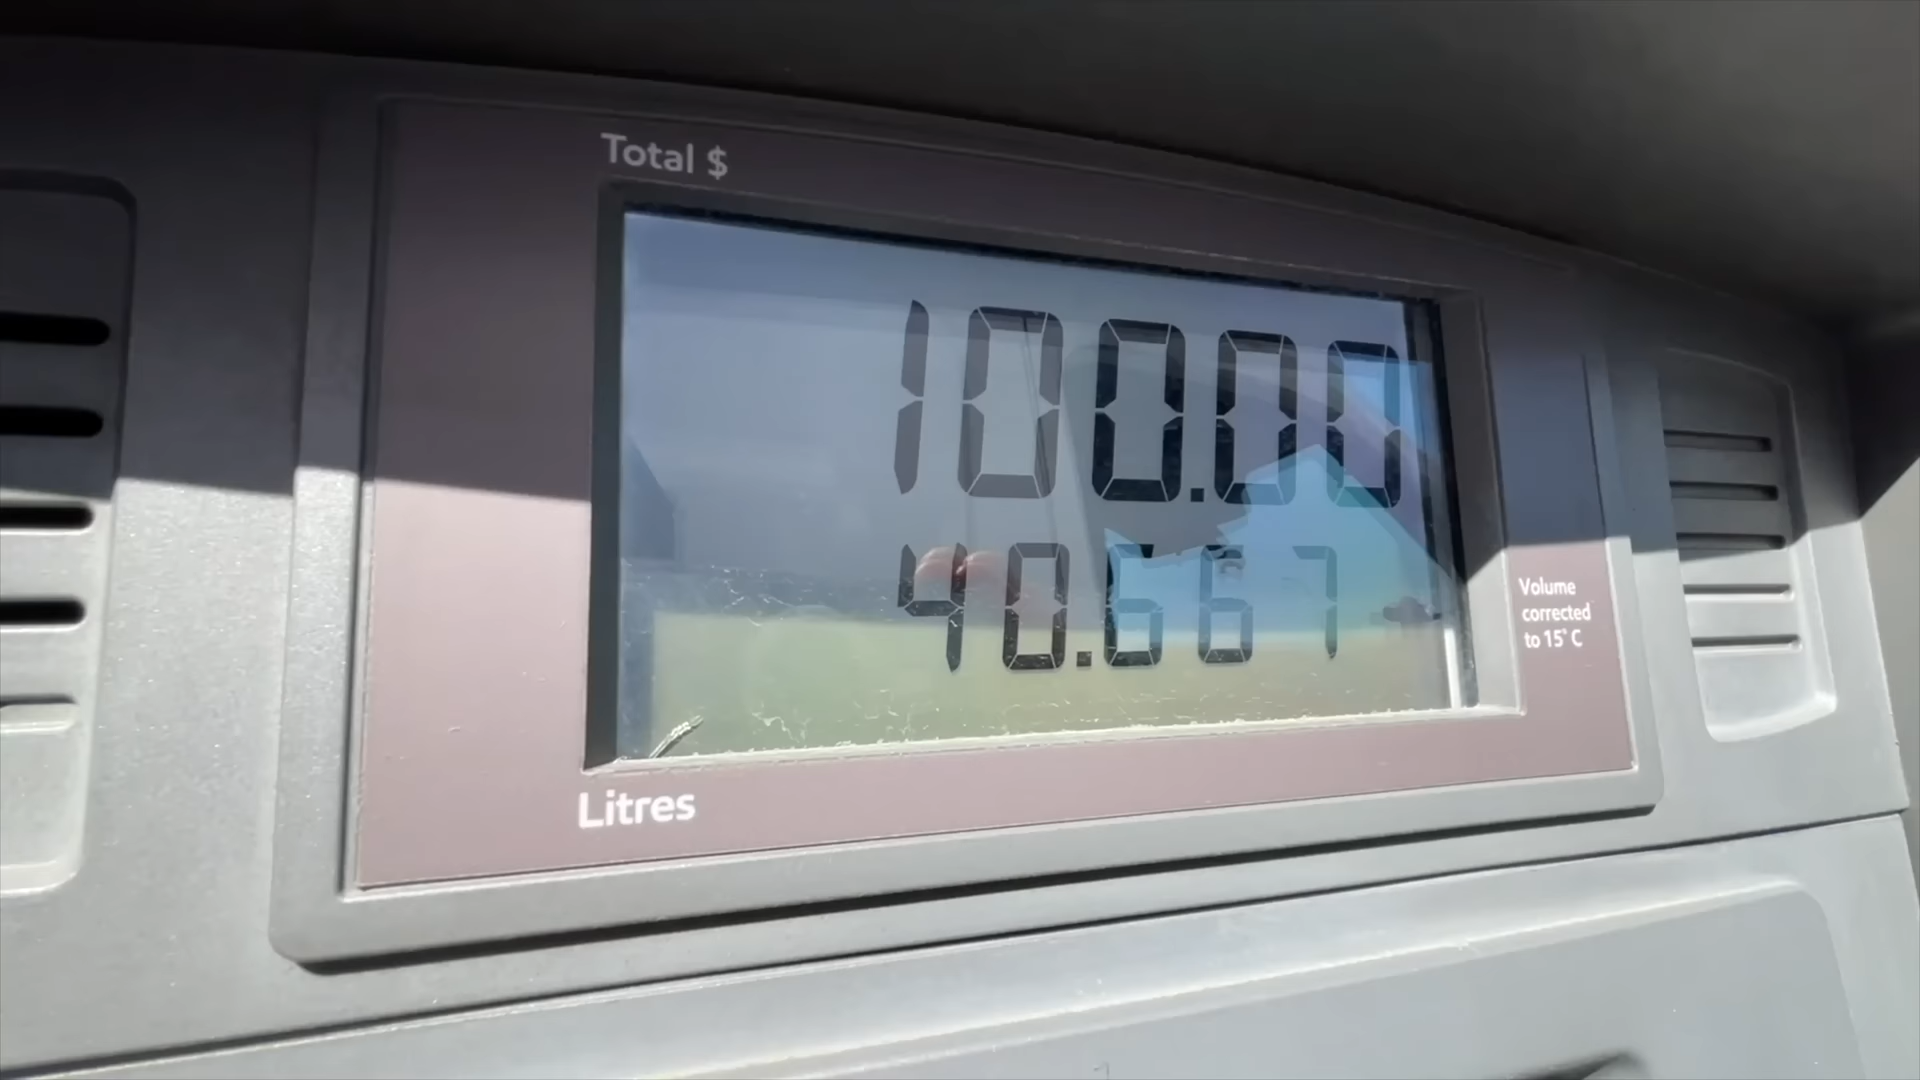 Total $
100.00
40.667
Volume
corrected
to 15° C
Litres